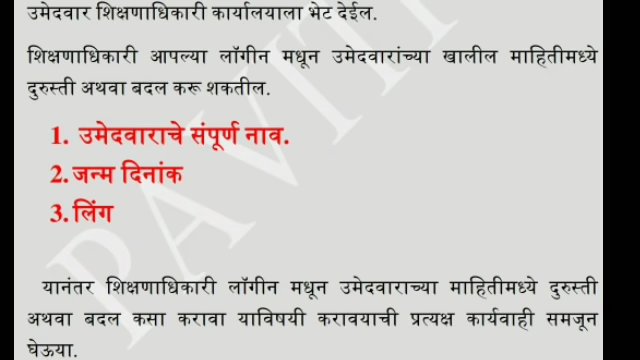 उमेदवार शिक्षणाधिकारी कार्यालयाला भेट देईल.
शिक्षणाधिकारी आपल्या लॉगीन मधून उमेदवारांच्या खालील माहितीमध्ये
दुरुस्ती अथवा बदल करू शकतील.
1. उमेदवाराचे संपूर्ण नाव.
2. जन्म दिनांक
3. लिंग
यानंतर शिक्षणाधिकारी लॉगीन मधून उमेदवाराच्या माहितीमध्ये दुरुस्ती
अथवा बदल कसा करावा याविषयी करावयाची प्रत्यक्ष कार्यवाही समजून
घेऊया.